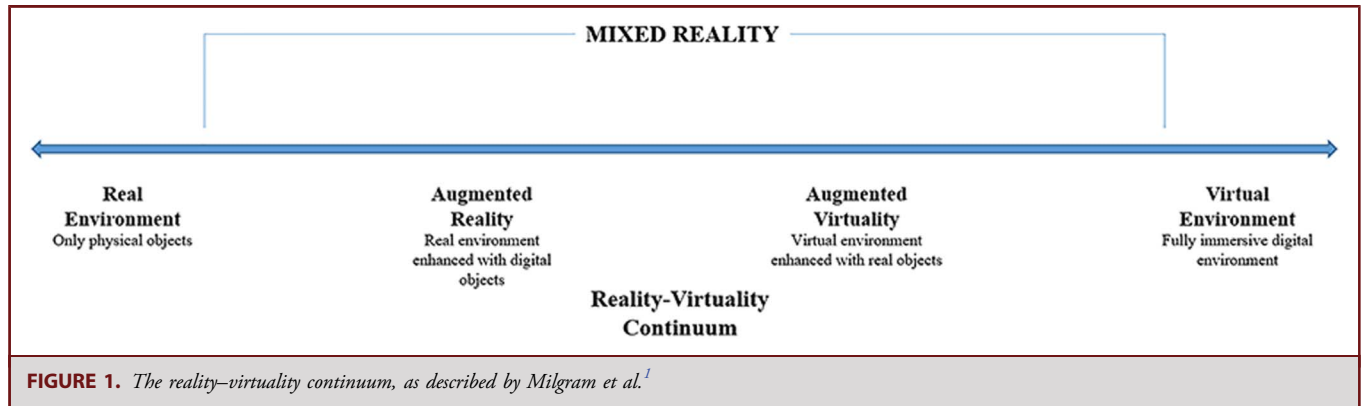 MIXED REALITY
Real
Environment
Only physical objects
Augmented
Reality
Real environment
enhanced with digital
objects
Augmented
Virtuality
Virtual environment
enhanced with real objects
Virtual
Environment
Fully immersive digital
environment
Reality-Virtuality
Continuum
FIGURE 1. The reality–virtuality continuum, as described by Milgram et al.1